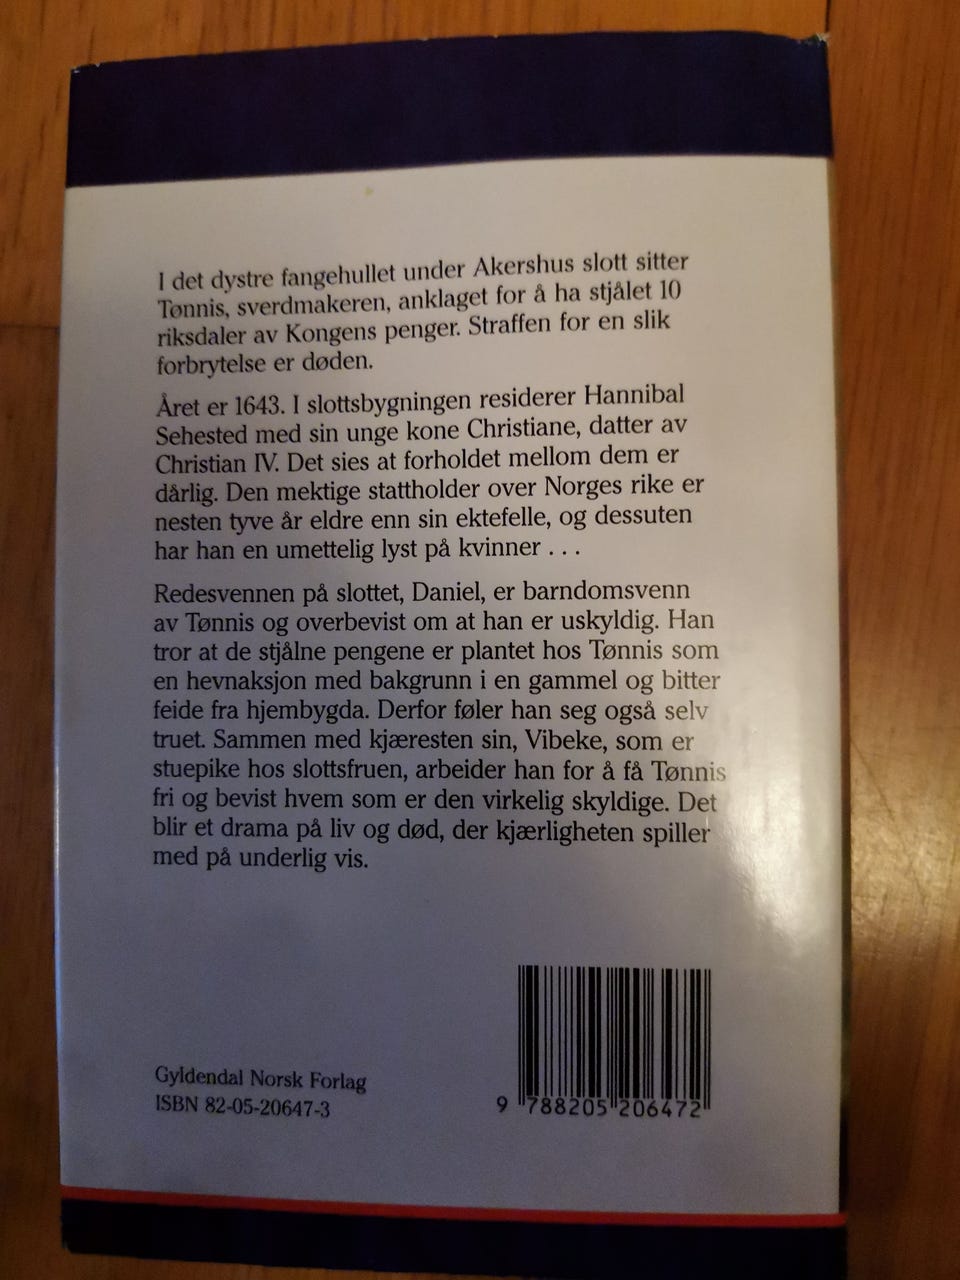 I det dystre fangehullet under Akershus slott sitter
Tønnis, sverdmakeren, anklaget for å ha stjålet 10
riksdaler av Kongens penger. Straffen for en slik
forbrytelse er døden.
Året er 1643. I slottsbygningen residerer Hannibal
Sehested med sin unge kone Christiane, datter av
Christian IV. Det sies at forholdet mellom dem er
dårlig. Den mektige stattholder over Norges rike er
nesten tyve år eldre enn sin ektefelle, og dessuten
har han en umettelig lyst på kvinner . . .
Redesvennen på slottet, Daniel, er barndomsvenn
av Tønnis og overbevist om at han er uskyldig. Han
tror at de stjålne pengene er plantet hos Tønnis som
en hevnaksjon med bakgrunn i en gammel og bitter
feide fra hjembygda. Derfor føler han seg også selv
truet. Sammen med kjæresten sin, Vibeke, som er
stuepike hos slottsfruen, arbeider han for å få Tønnis
fri og bevist hvem som er den virkelig skyldige. Det
blir et drama på liv og død, der kjærligheten spiller
med på underlig vis.
Gyldendal Norsk Forlag
ISBN 82-05-20647-3
9 788205 206472